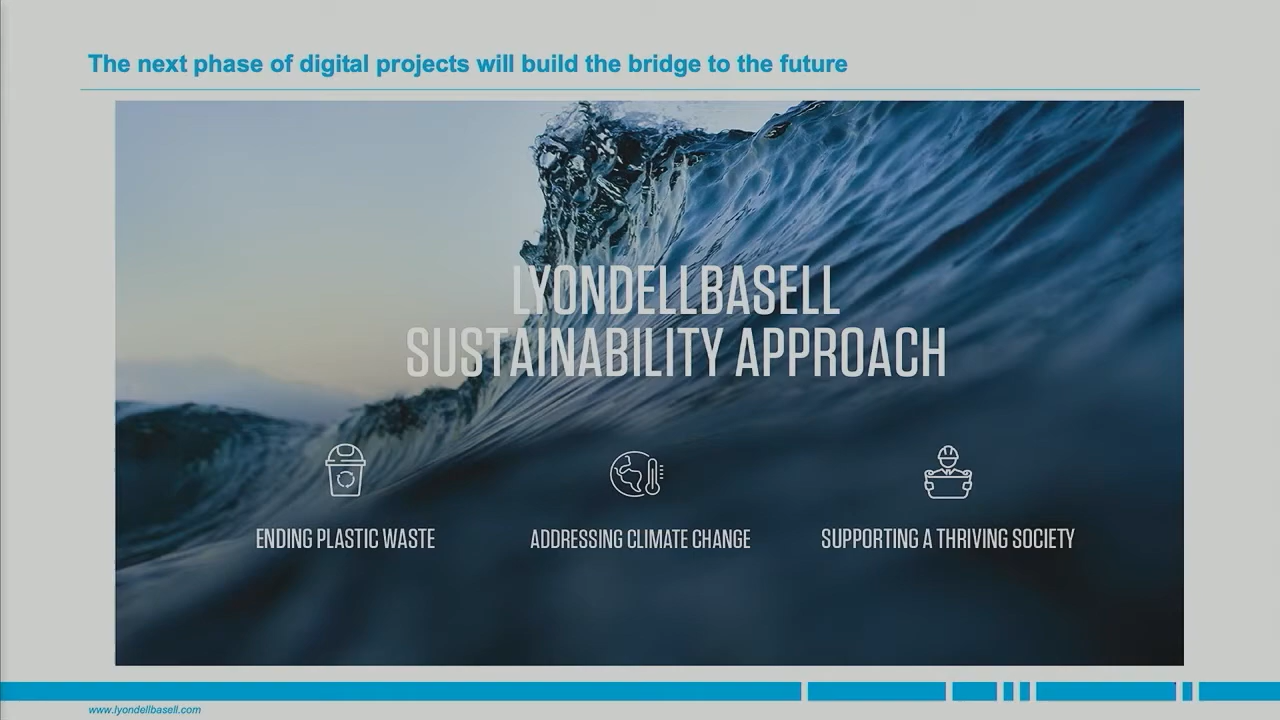 The next phase of digital projects will build the bridge to the future
LYONDELLBASELL
SUSTAINABILITY APPROACH
ENDING PLASTIC WASTE
ADDRESSING CLIMATE CHANGE
SUPPORTING A THRIVING SOCIETY
www.lyondellbasell.com